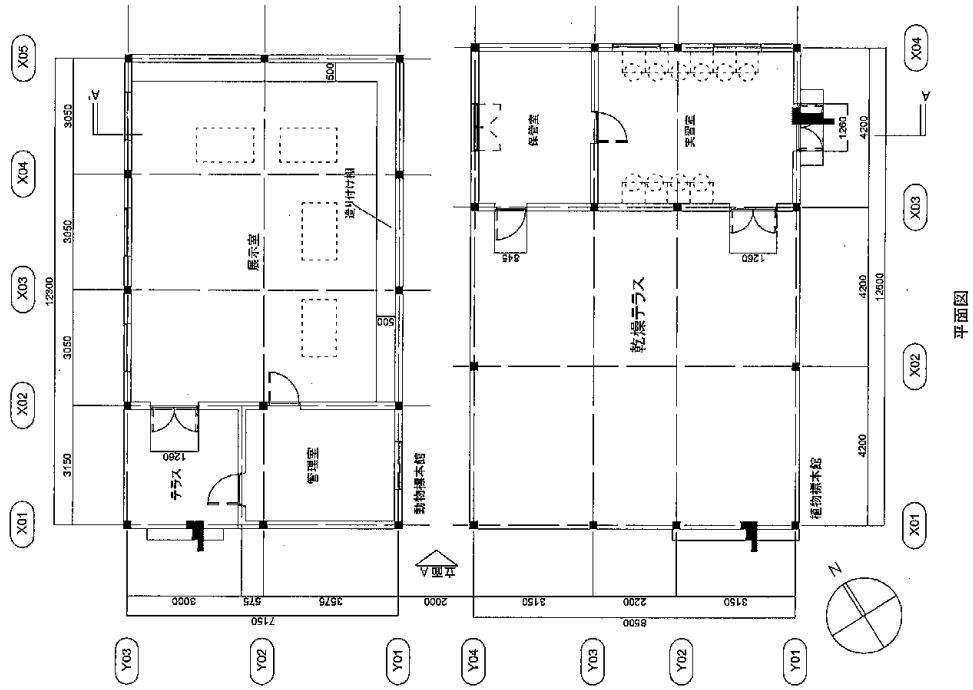 X05
X04
X03
X02
X01
3050
3050
3050
3150
12300
A'
500
造り付け棚
展示室
500
1260
テラス
管理室
動物標本館
3000
575
3575
7150
2000
立面A
Y03
Y02
Y01
X04
X03
X02
X01
A
4200
4200
4200
12600
保管室
実習室
1260
845
1260
乾燥テラス
植物標本館
3150
2200
3150
8500
Y04
Y03
Y02
Y01
N
平面図